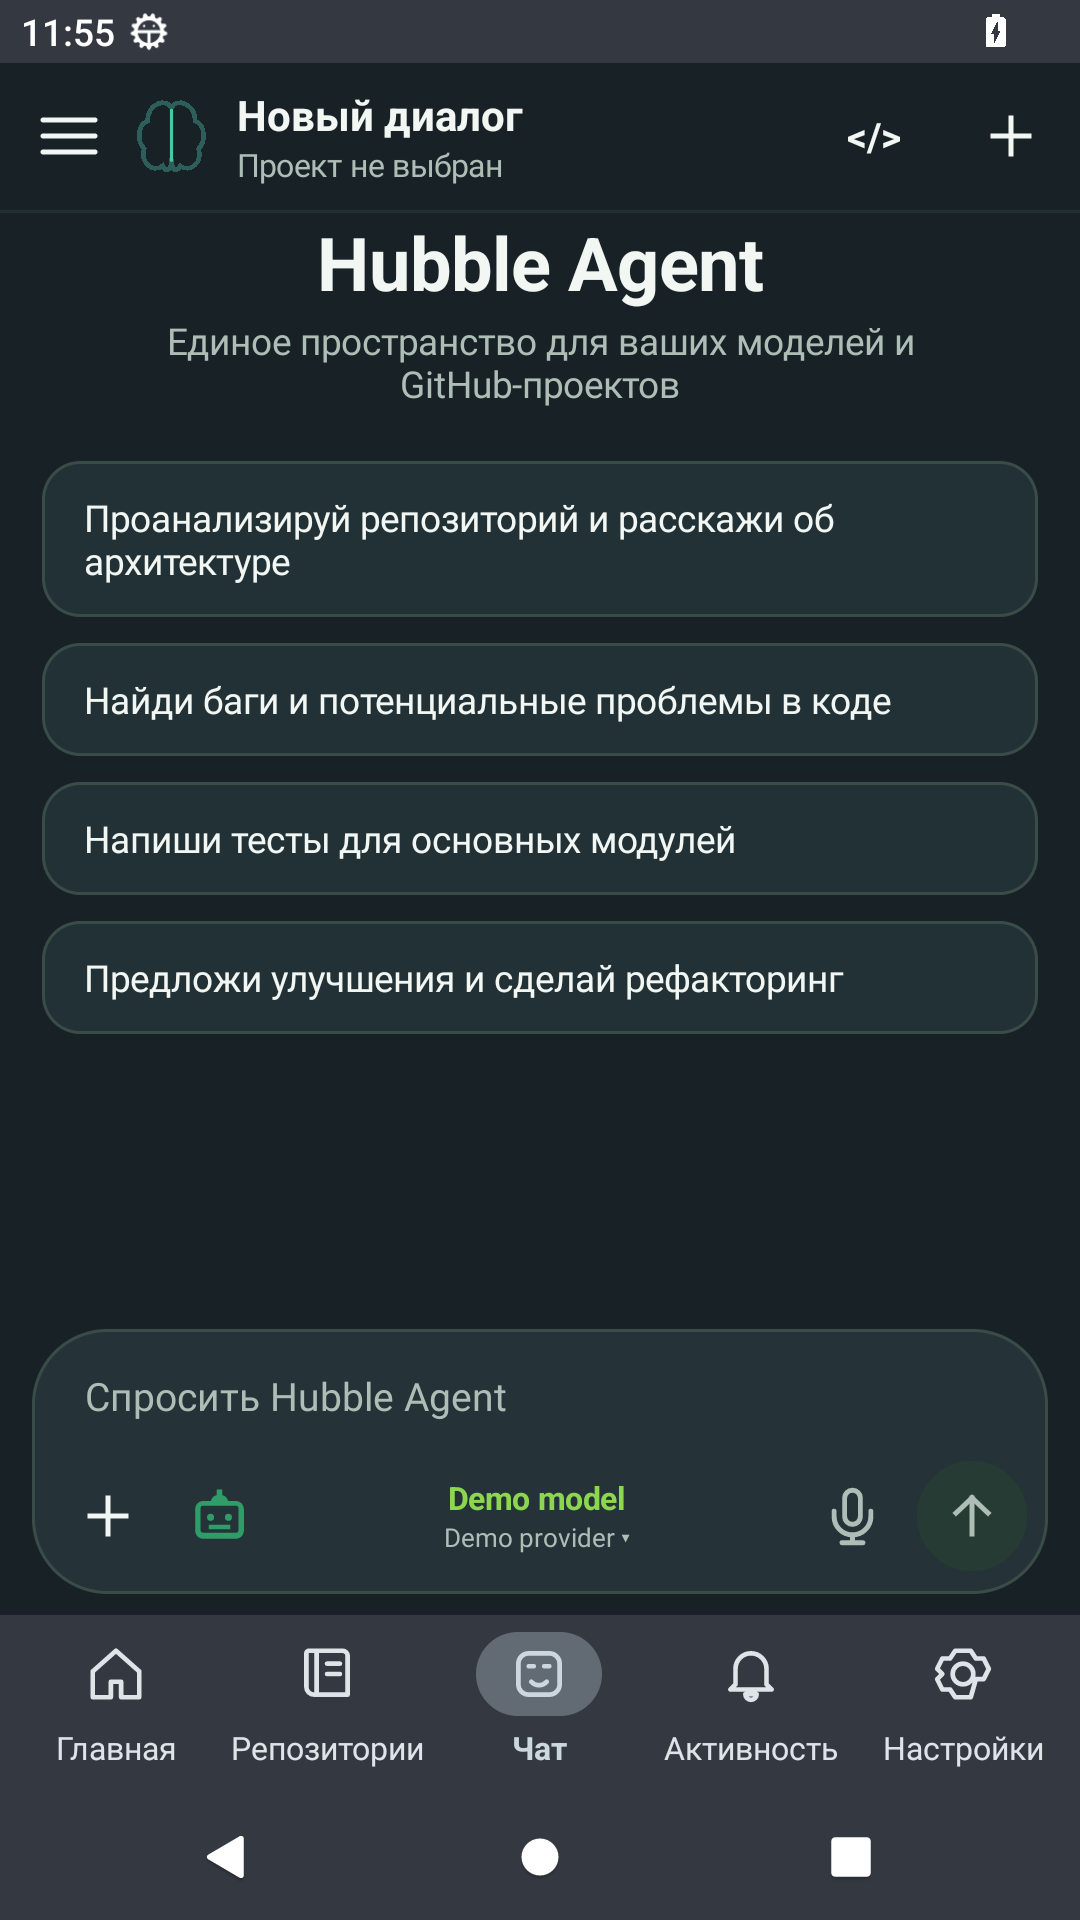 11:55
Новый диалог
Проект не выбран
</>
Hubble Agent
Единое пространство для ваших моделей и
GitHub-проектов
Проанализируй репозиторий и расскажи об
архитектуре
Найди баги и потенциальные проблемы в коде
Напиши тесты для основных модулей
Предложи улучшения и сделай рефакторинг
Спросить Hubble Agent
Demo model
Demo provider ▾
Главная
Репозитории
Чат
Активность
Настройки